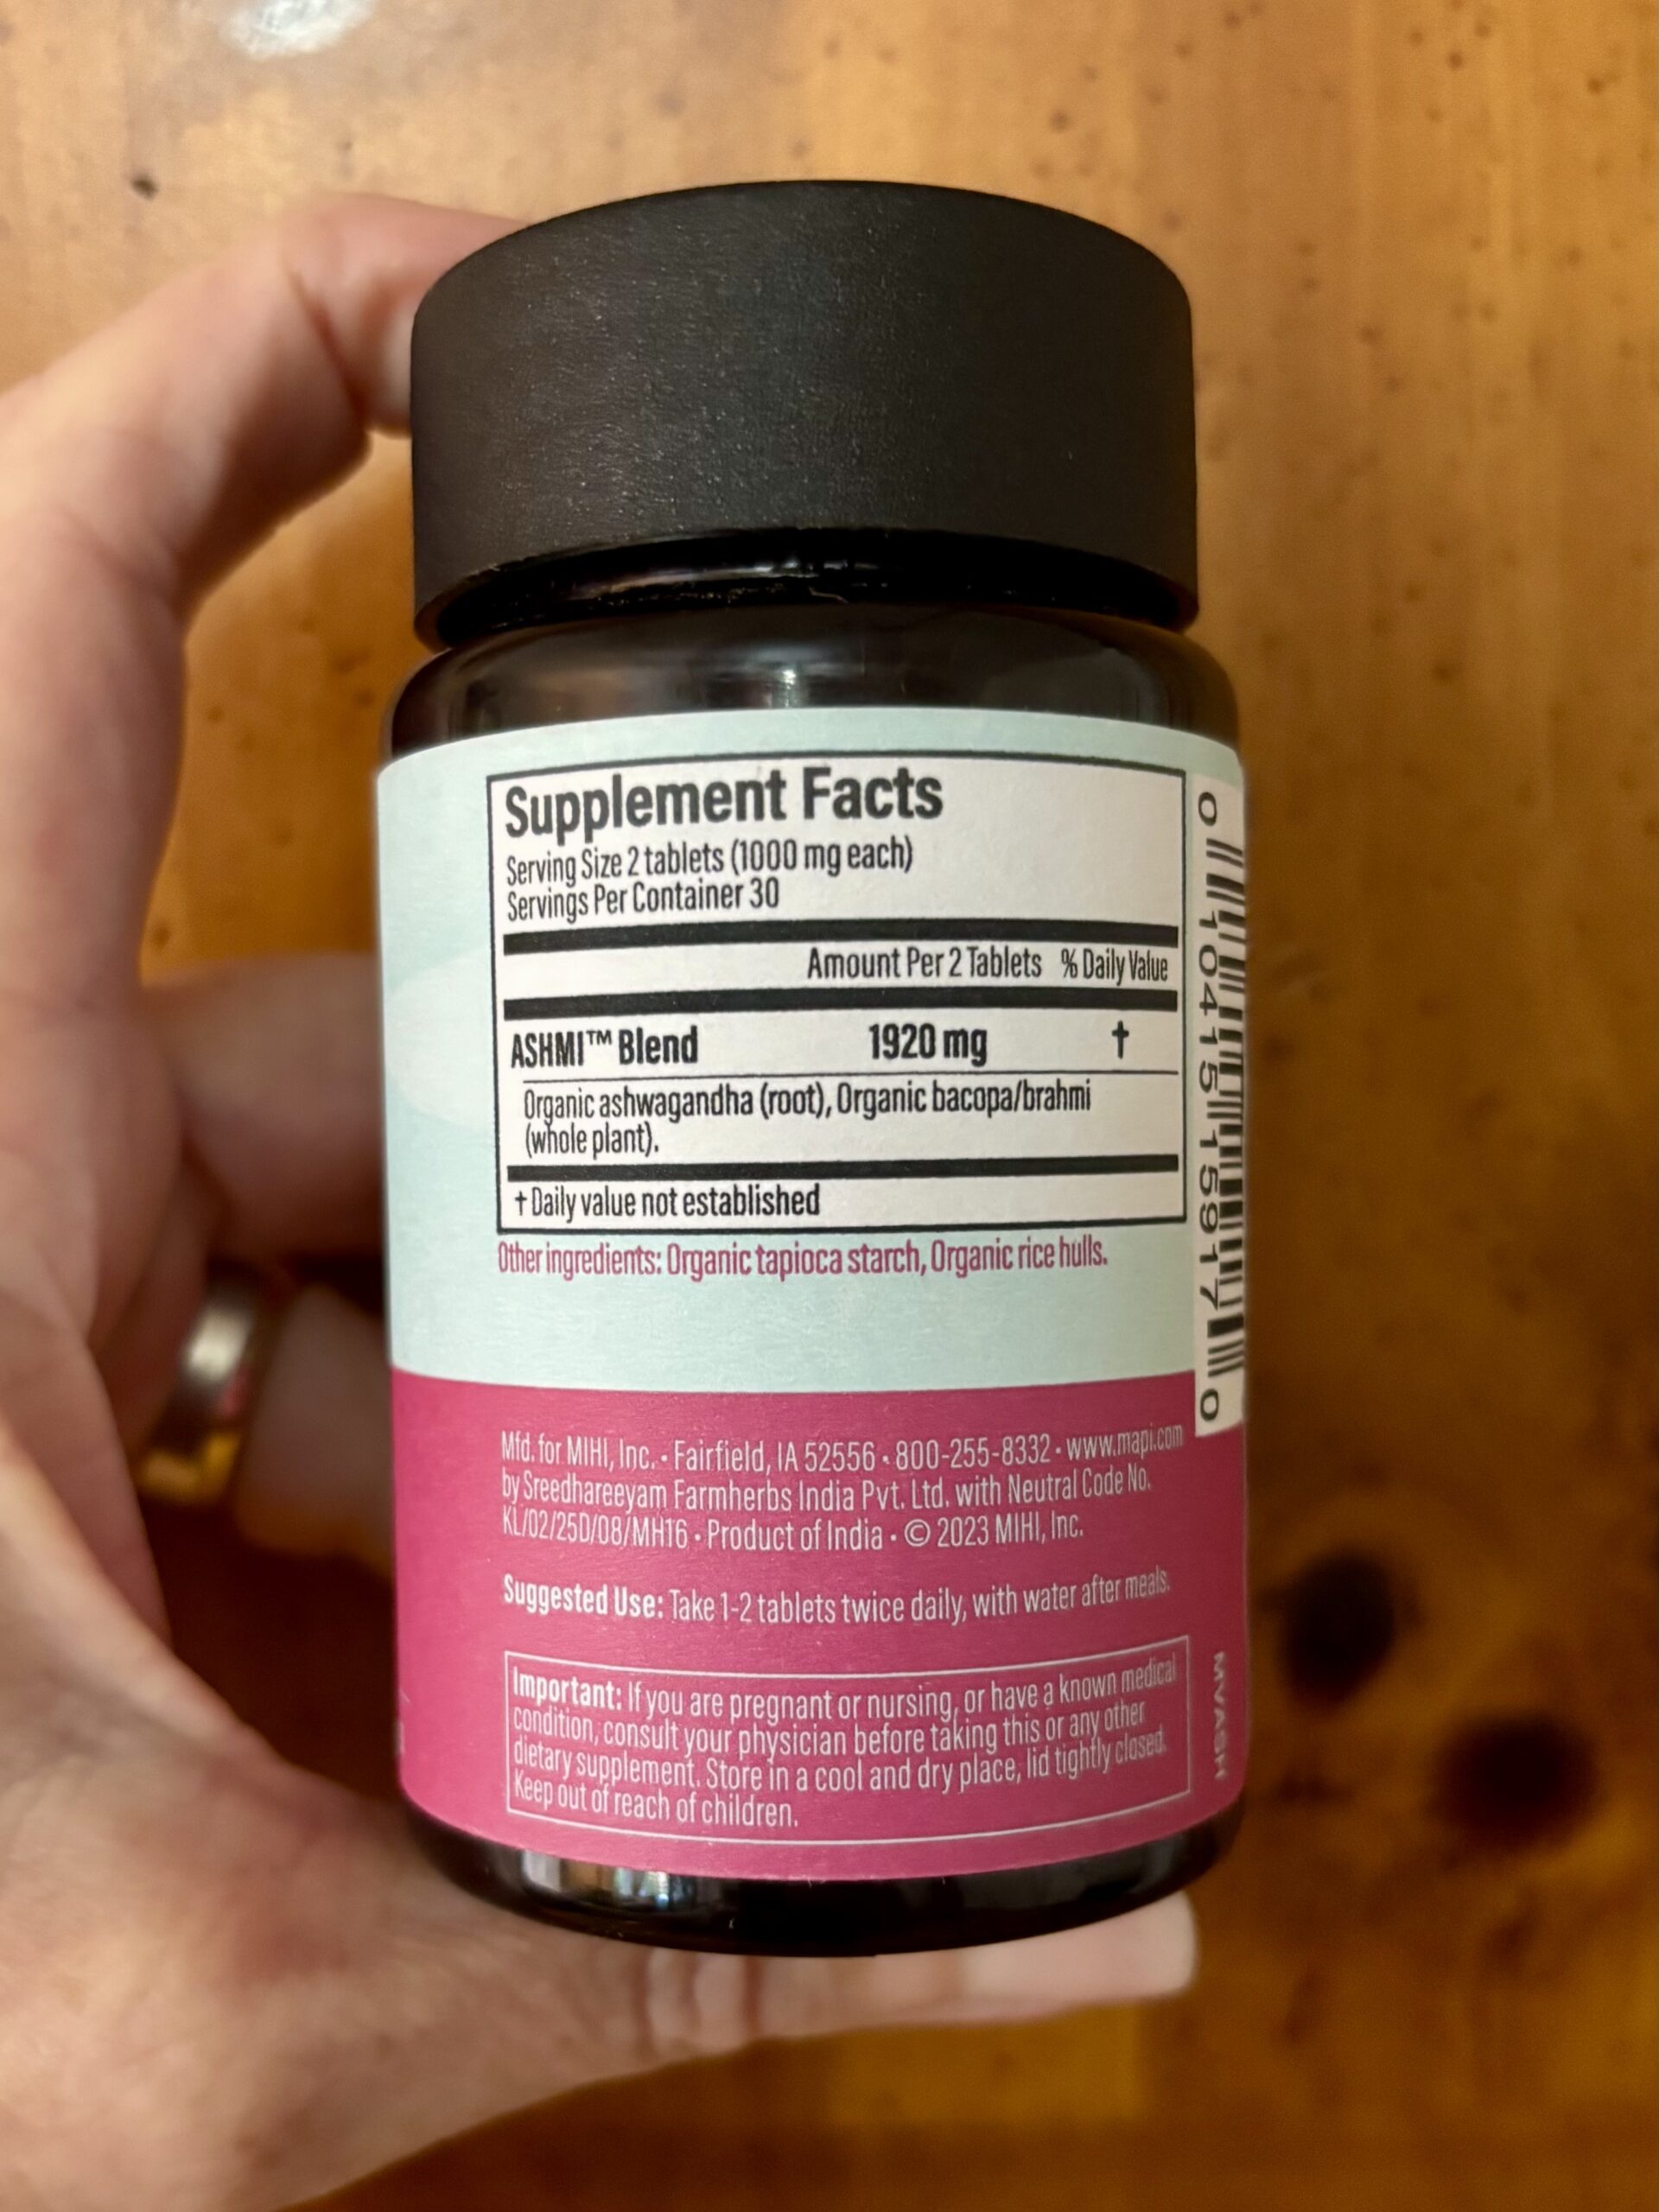 Supplement Facts
Serving Size 2 tablets (1000 mg each)
Servings Per Container 30
Amount Per 2 Tablets % Daily Value
ASHMI™ Blend 1920 mg †
Organic ashwagandha (root), Organic bacopa/brahmi
(whole plant).
† Daily value not established
Other ingredients: Organic tapioca starch, Organic rice hulls.
Mfd. for MIHI, Inc. • Fairfield, IA 52556 • 800-255-8332 • www.mapi.com
by Sreedhareeyam Farmherbs India Pvt. Ltd. with Neutral Code No.
KL/02/25D/08/MH16 • Product of India • © 2023 MIHI, Inc.
Suggested Use: Take 1-2 tablets twice daily, with water after meals.
Important: If you are pregnant or nursing, or have a known medical
condition, consult your physician before taking this or any other
dietary supplement. Store in a cool and dry place, lid tightly closed.
Keep out of reach of children.
0 10415 15917 0
MVASH